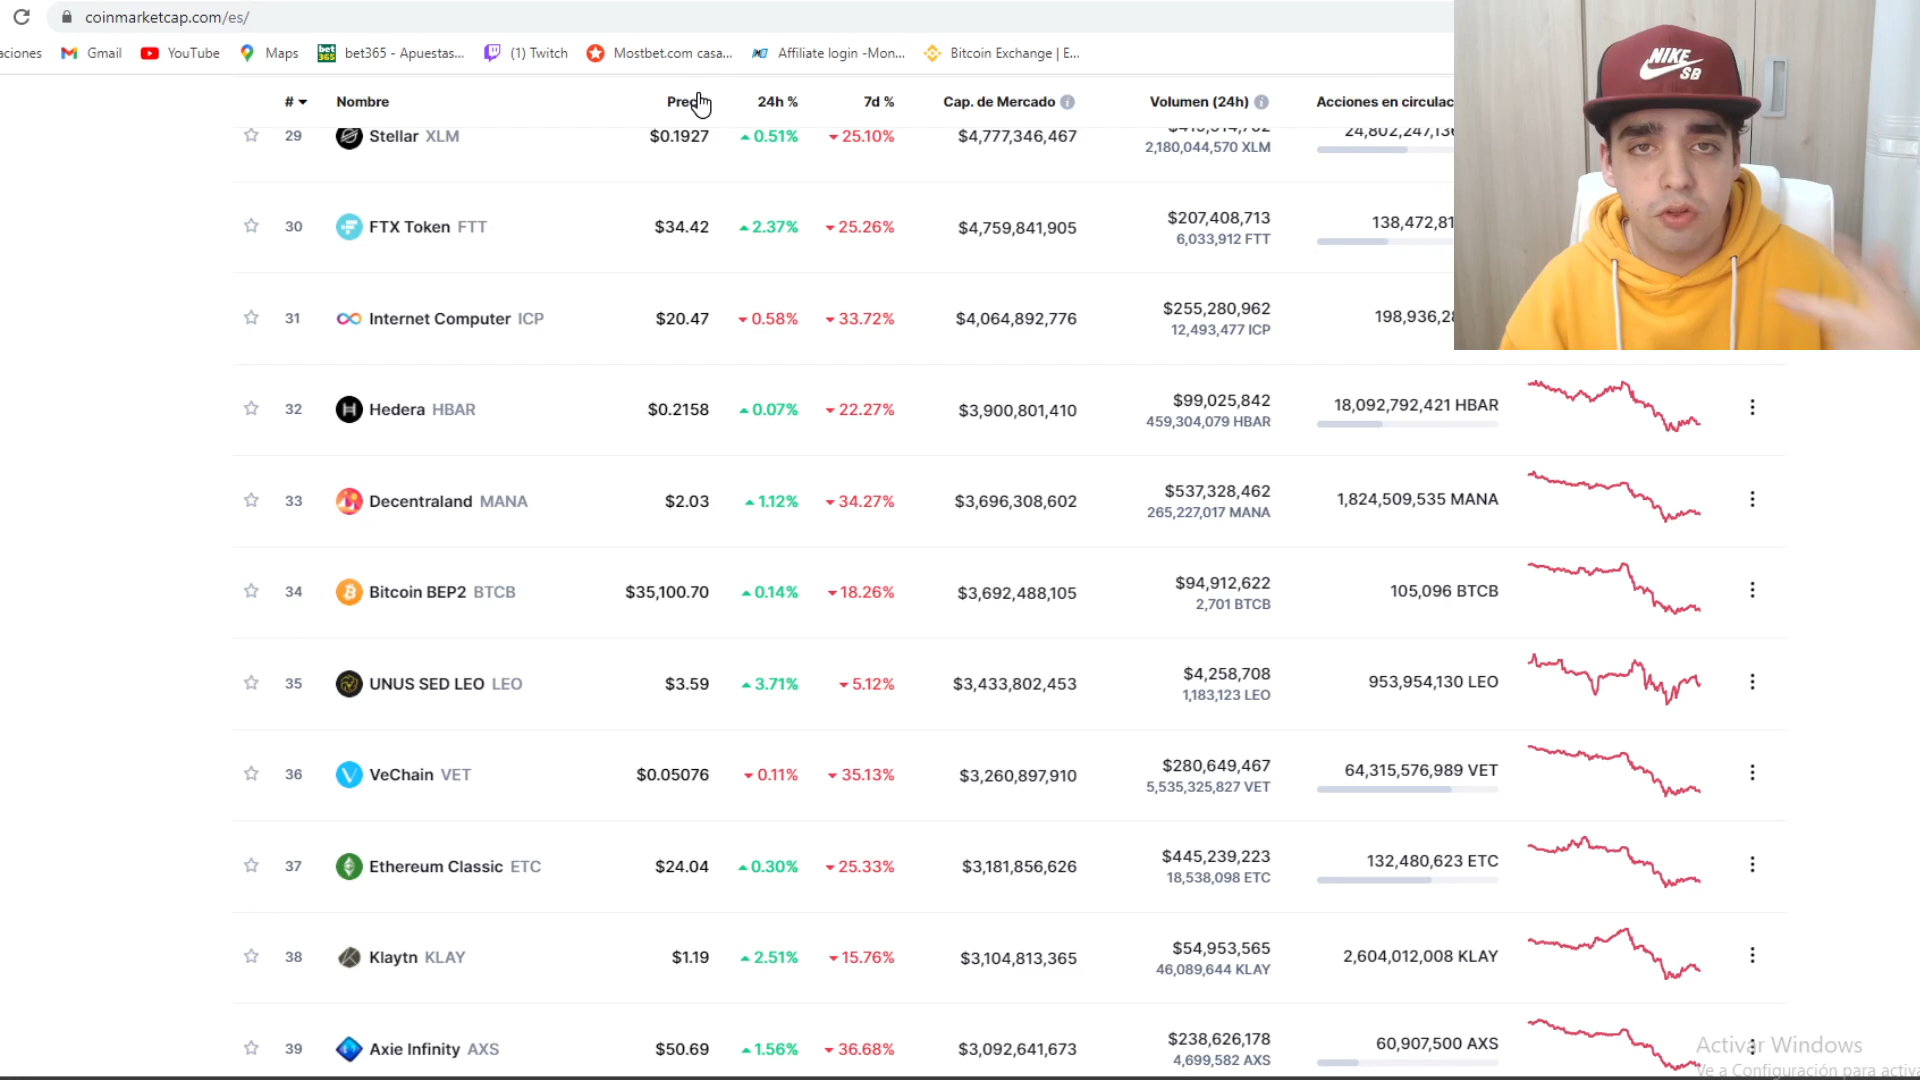 coinmarketcap.com/es/
aciones Gmail YouTube Maps bet365 bet365 - Apuestas... (1) Twitch Mostbet.com casa... Affiliate login -Mon... Bitcoin Exchange | E...
# Nombre Prec 24h % 7d % Cap. de Mercado Volumen (24h) Acciones en circulac
29 Stellar XLM $0.1927 0.51% 25.10% $4,777,346,467
2,180,044,570 XLM
30 FTX Token FTT $34.42 2.37% 25.26% $4,759,841,905 $207,408,713 138,472,81
6,033,912 FTT
31 Internet Computer ICP $20.47 0.58% 33.72% $4,064,892,776 $255,280,962 198,936,28
12,493,477 ICP
32 Hedera HBAR $0.2158 0.07% 22.27% $3,900,801,410 $99,025,842 18,092,792,421 HBAR
459,304,079 HBAR
33 Decentraland MANA $2.03 1.12% 34.27% $3,696,308,602 $537,328,462 1,824,509,535 MANA
265,227,017 MANA
34 Bitcoin BEP2 BTCB $35,100.70 0.14% 18.26% $3,692,488,105 $94,912,622 105,096 BTCB
2,701 BTCB
35 UNUS SED LEO LEO $3.59 3.71% 5.12% $3,433,802,453 $4,258,708 953,954,130 LEO
1,183,123 LEO
36 VeChain VET $0.05076 0.11% 35.13% $3,260,897,910 $280,649,467 64,315,576,989 VET
5,535,325,827 VET
37 Ethereum Classic ETC $24.04 0.30% 25.33% $3,181,856,626 $445,239,223 132,480,623 ETC
18,538,098 ETC
38 Klaytn KLAY $1.19 2.51% 15.76% $3,104,813,365 $54,953,565 2,604,012,008 KLAY
46,089,644 KLAY
39 Axie Infinity AXS $50.69 1.56% 36.68% $3,092,641,673 $238,626,178 60,907,500 AXS
4,699,582 AXS
NIKE
SB
Activar Windows
Ve a Configuración para activa